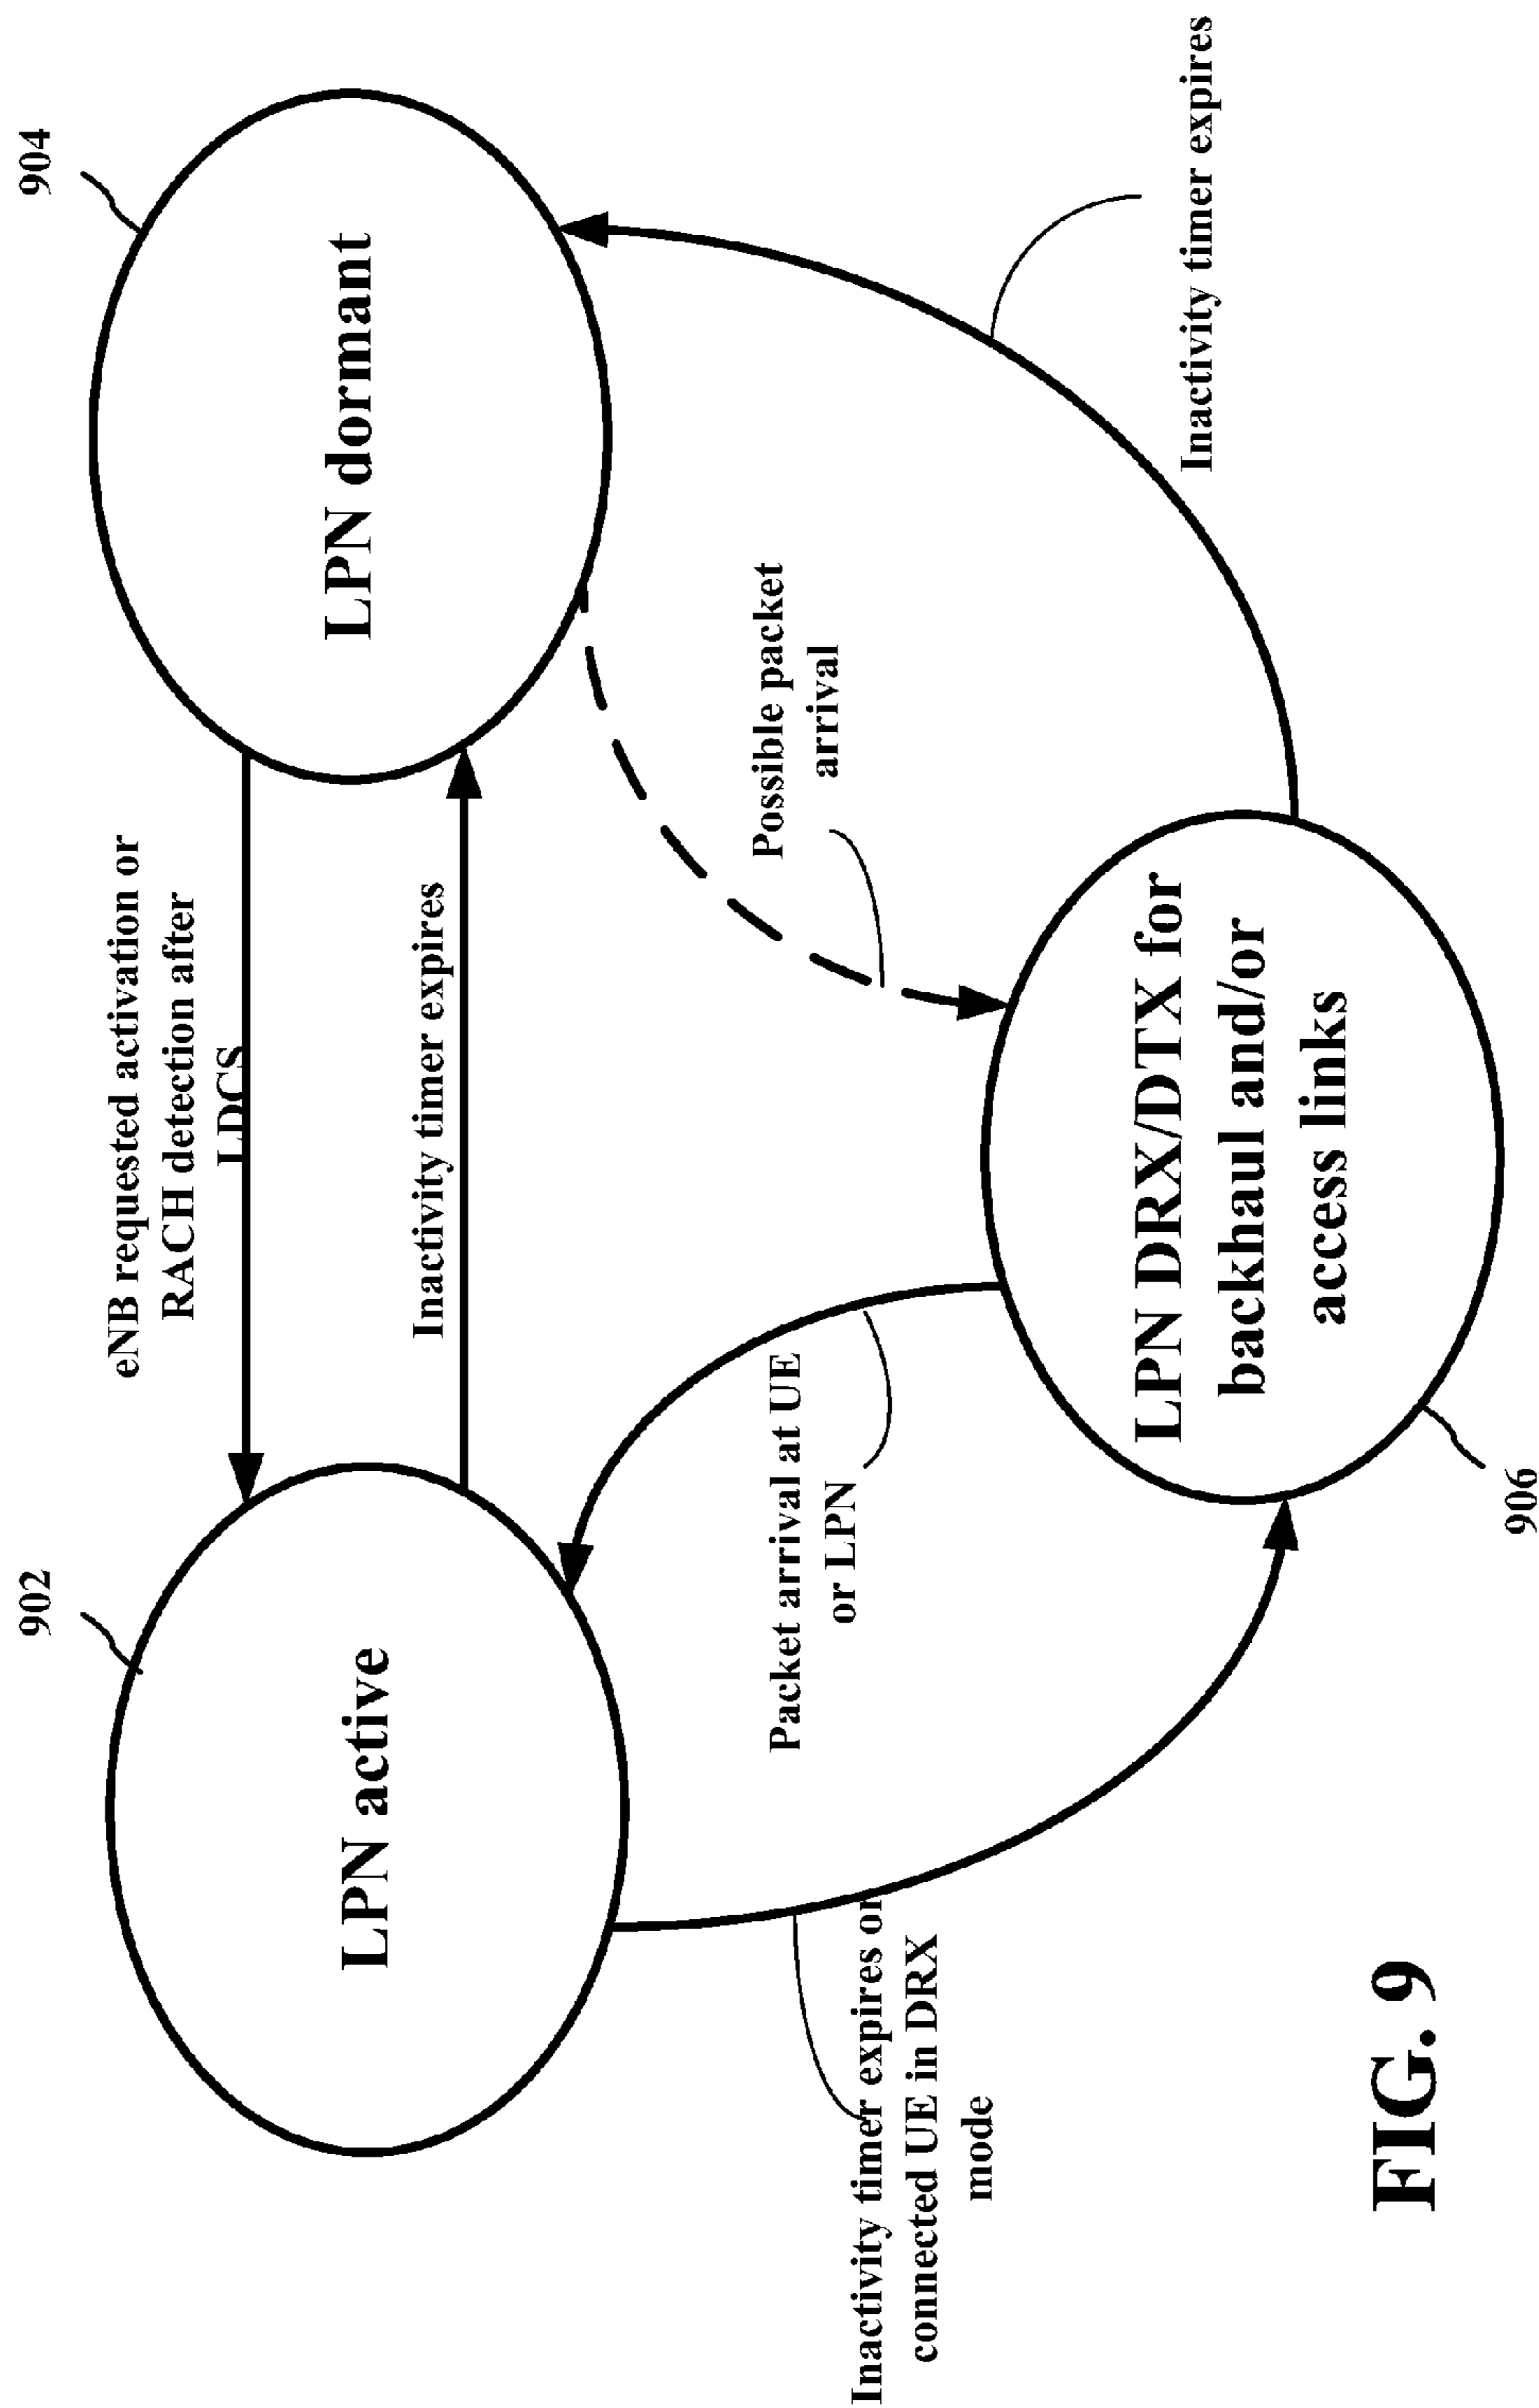 902
904
LPN active
LPN dormant
eNB requested activation or
RACH detection after
LDCS
Inactivity timer expires
Packet arrival at UE
or LPN
Possible packet
arrival
Inactivity timer expires or
connected UE in DRX
mode
LPN DRX/DTX for
backhaul and/or
access links
Inactivity timer expires
906
FIG. 9